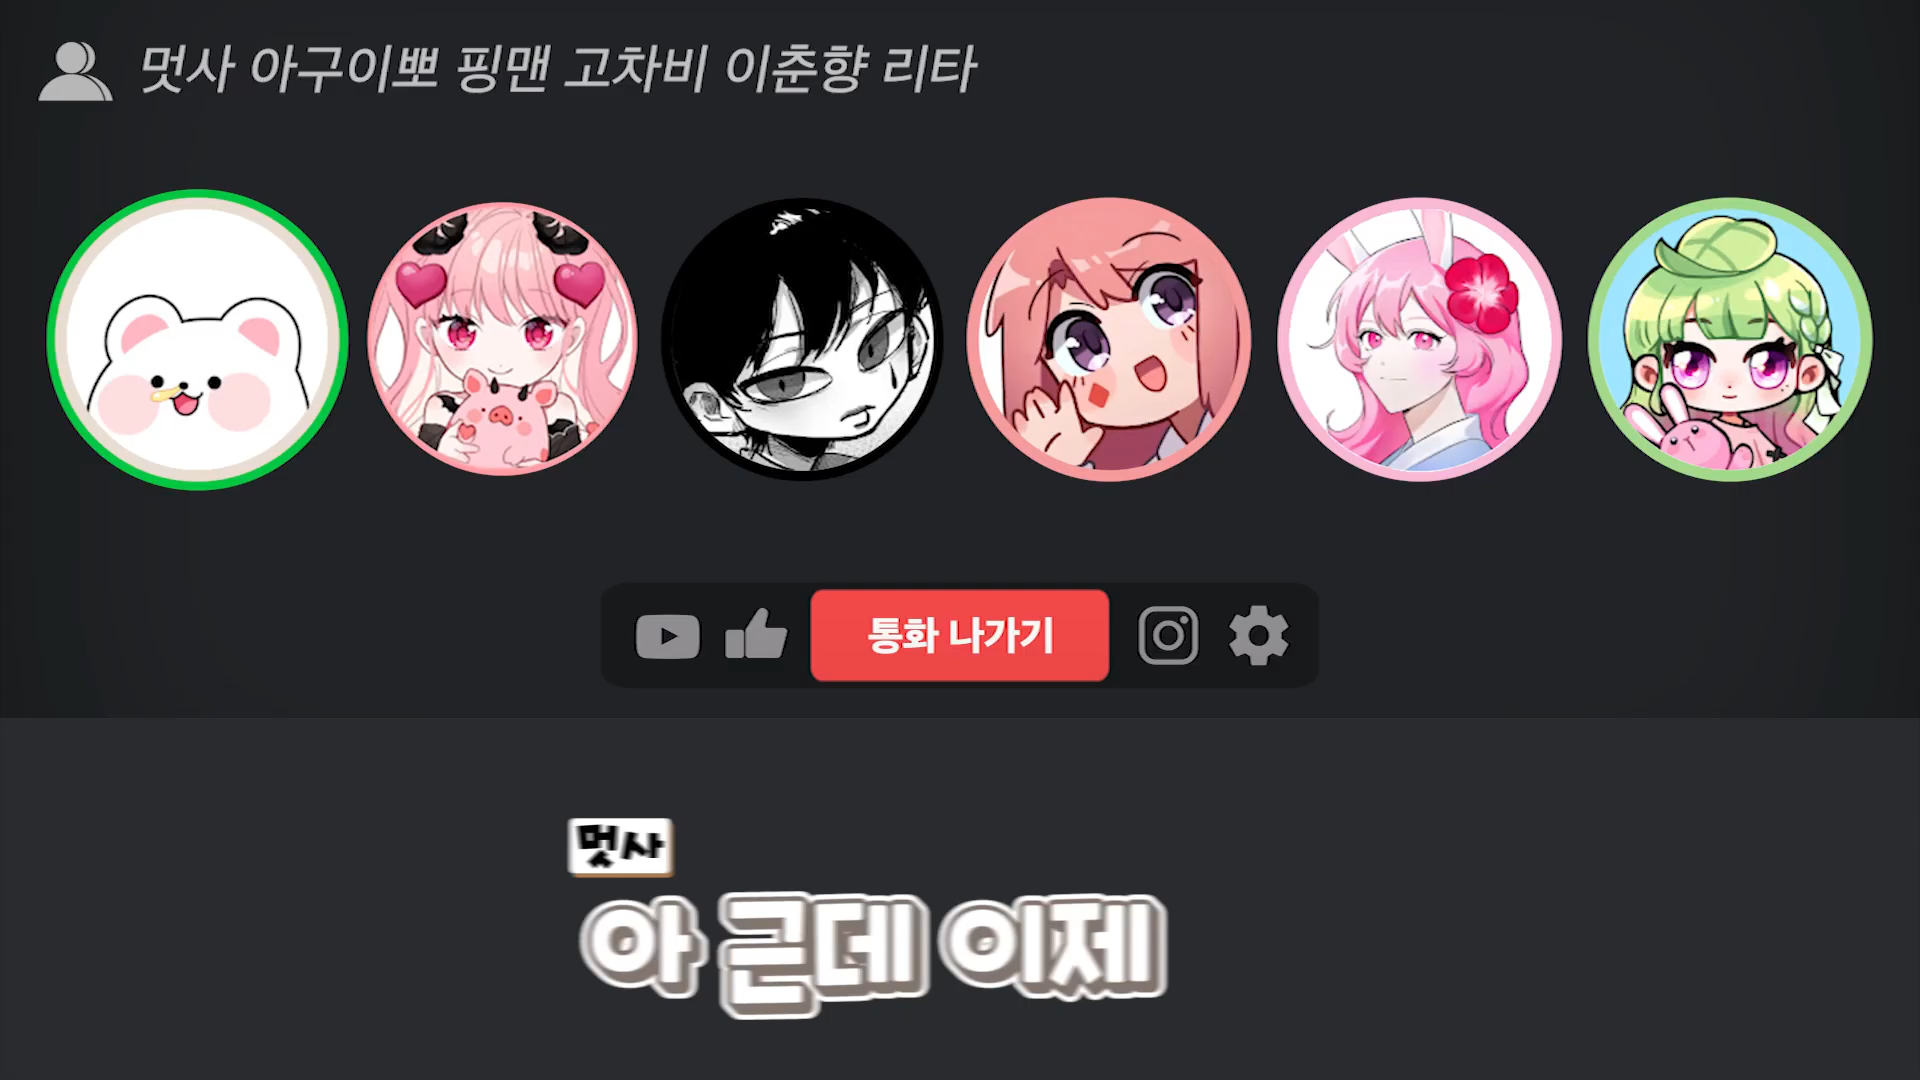 멋사 아구이뽀 핑맨 고차비 이춘향 리타
통화 나가기
멋사
아 근데 이제